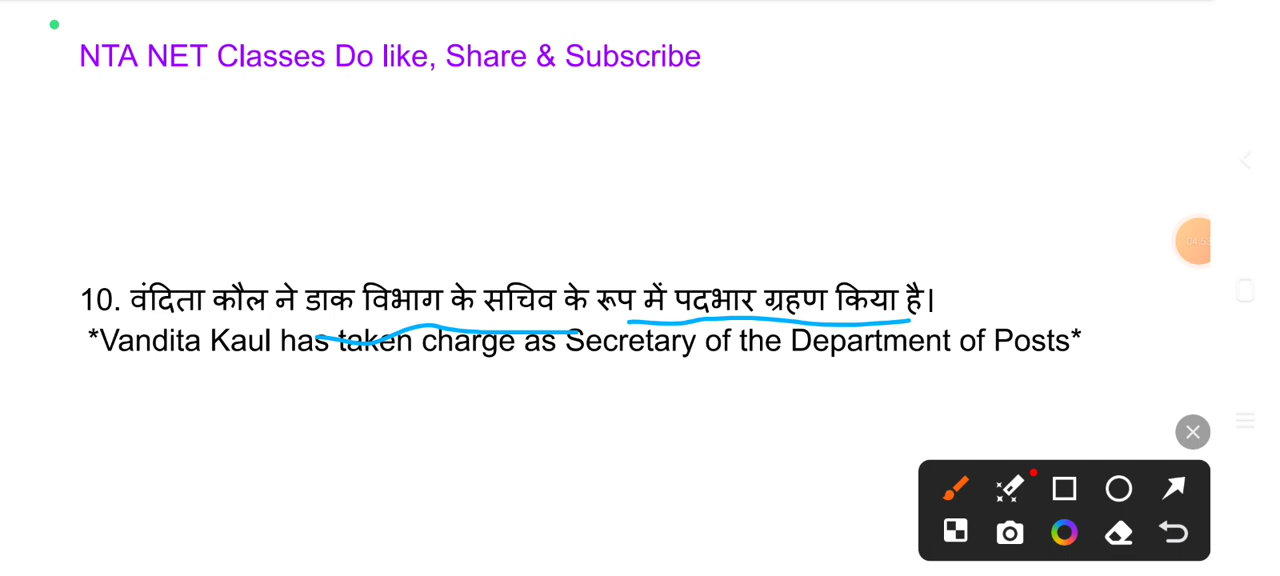 NTA NET Classes Do like, Share & Subscribe
10. वंदिता कौल ने डाक विभाग के सचिव के रूप में पदभार ग्रहण किया है।
*Vandita Kaul has taken charge as Secretary of the Department of Posts*